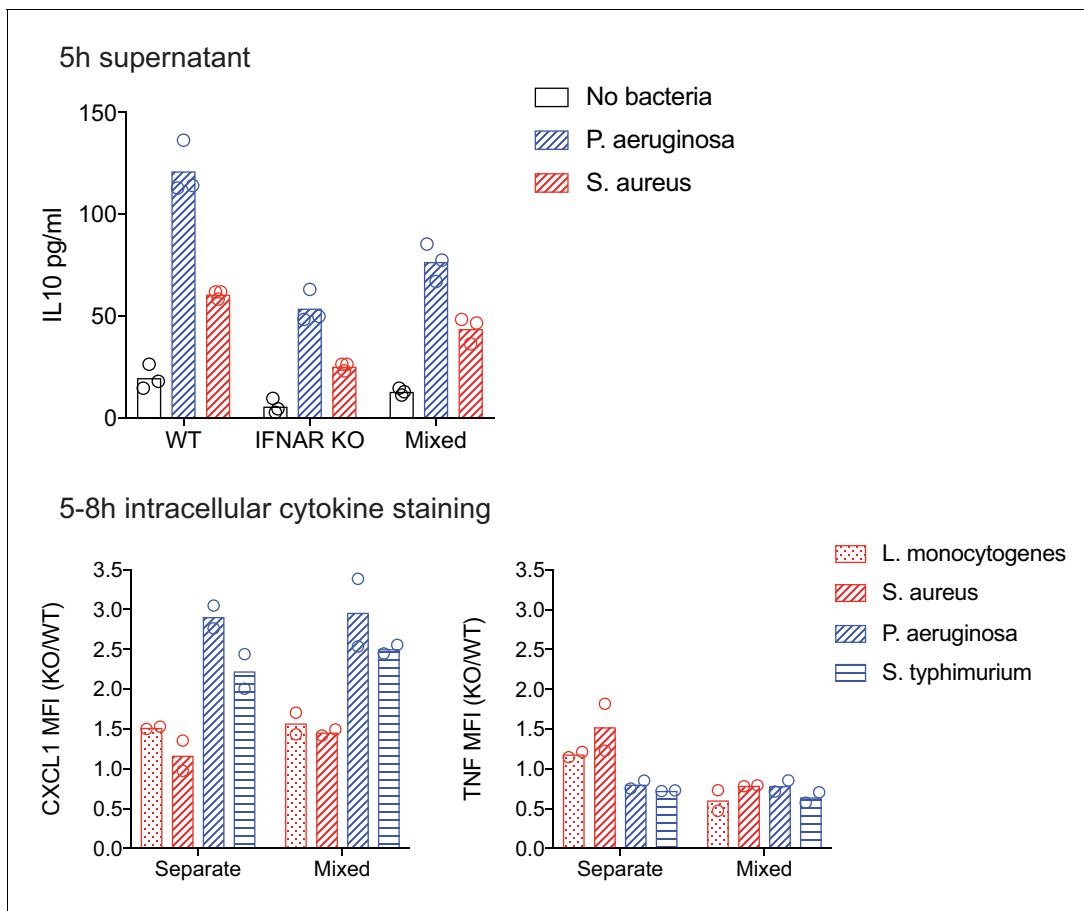 5h supernatant
No bacteria
P. aeruginosa
S. aureus
IL10 pg/ml
150
100
50
0
WT IFNAR KO Mixed
5-8h intracellular cytokine staining
CXCL1 MFI (KO/WT)
3.5
3.0
2.5
2.0
1.5
1.0
0.5
0.0
Separate Mixed
TNF MFI (KO/WT)
3.5
3.0
2.5
2.0
1.5
1.0
0.5
0.0
Separate Mixed
L. monocytogenes
S. aureus
P. aeruginosa
S. typhimurium